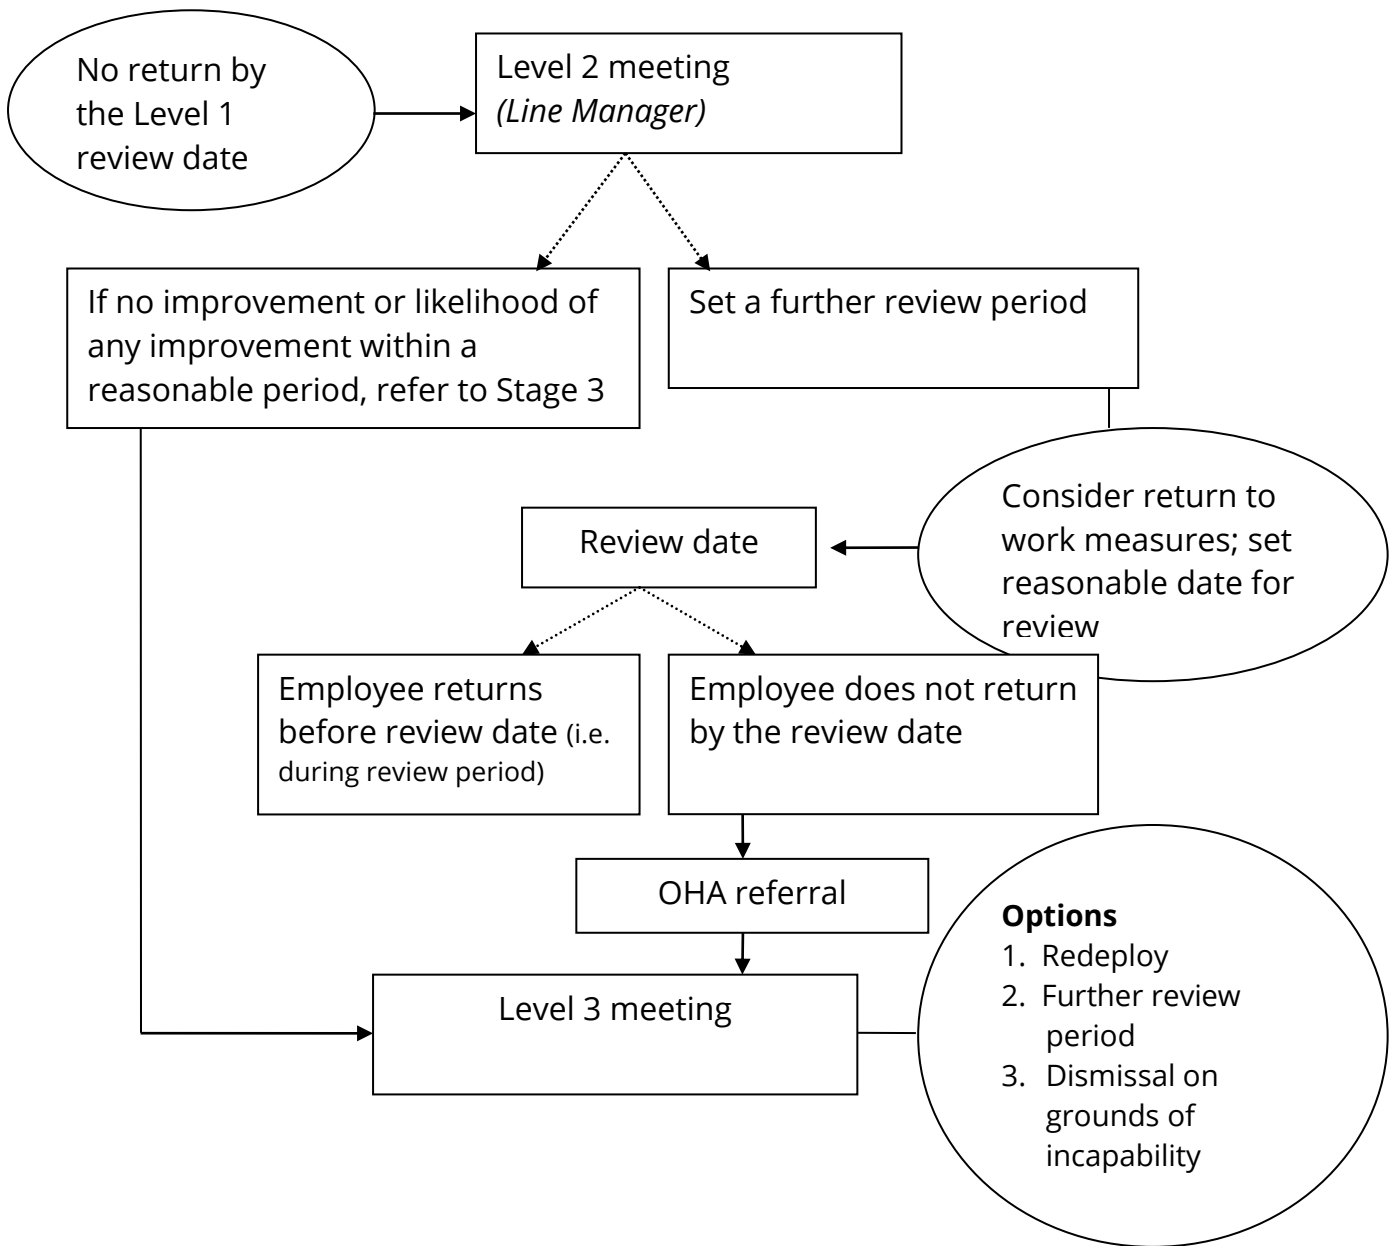 No return by
the Level 1
review date
Level 2 meeting
(Line Manager)
If no improvement or likelihood of
any improvement within a
reasonable period, refer to Stage 3
Set a further review period
Consider return to
work measures; set
reasonable date for
review
Review date
Employee returns
before review date (i.e.
during review period)
Employee does not return
by the review date
OHA referral
Level 3 meeting
Options
1. Redeploy
2. Further review
period
3. Dismissal on
grounds of
incapability